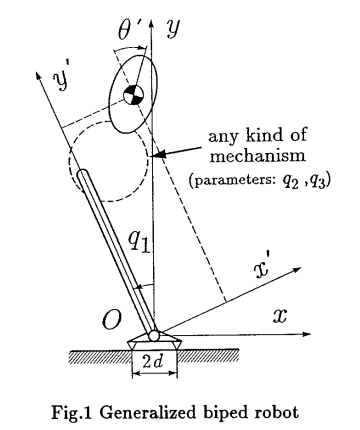 θ' y
y'
any kind of
mechanism
(parameters: q₂ ,q₃)
q₁
x'
O x
2d
Fig.1 Generalized biped robot